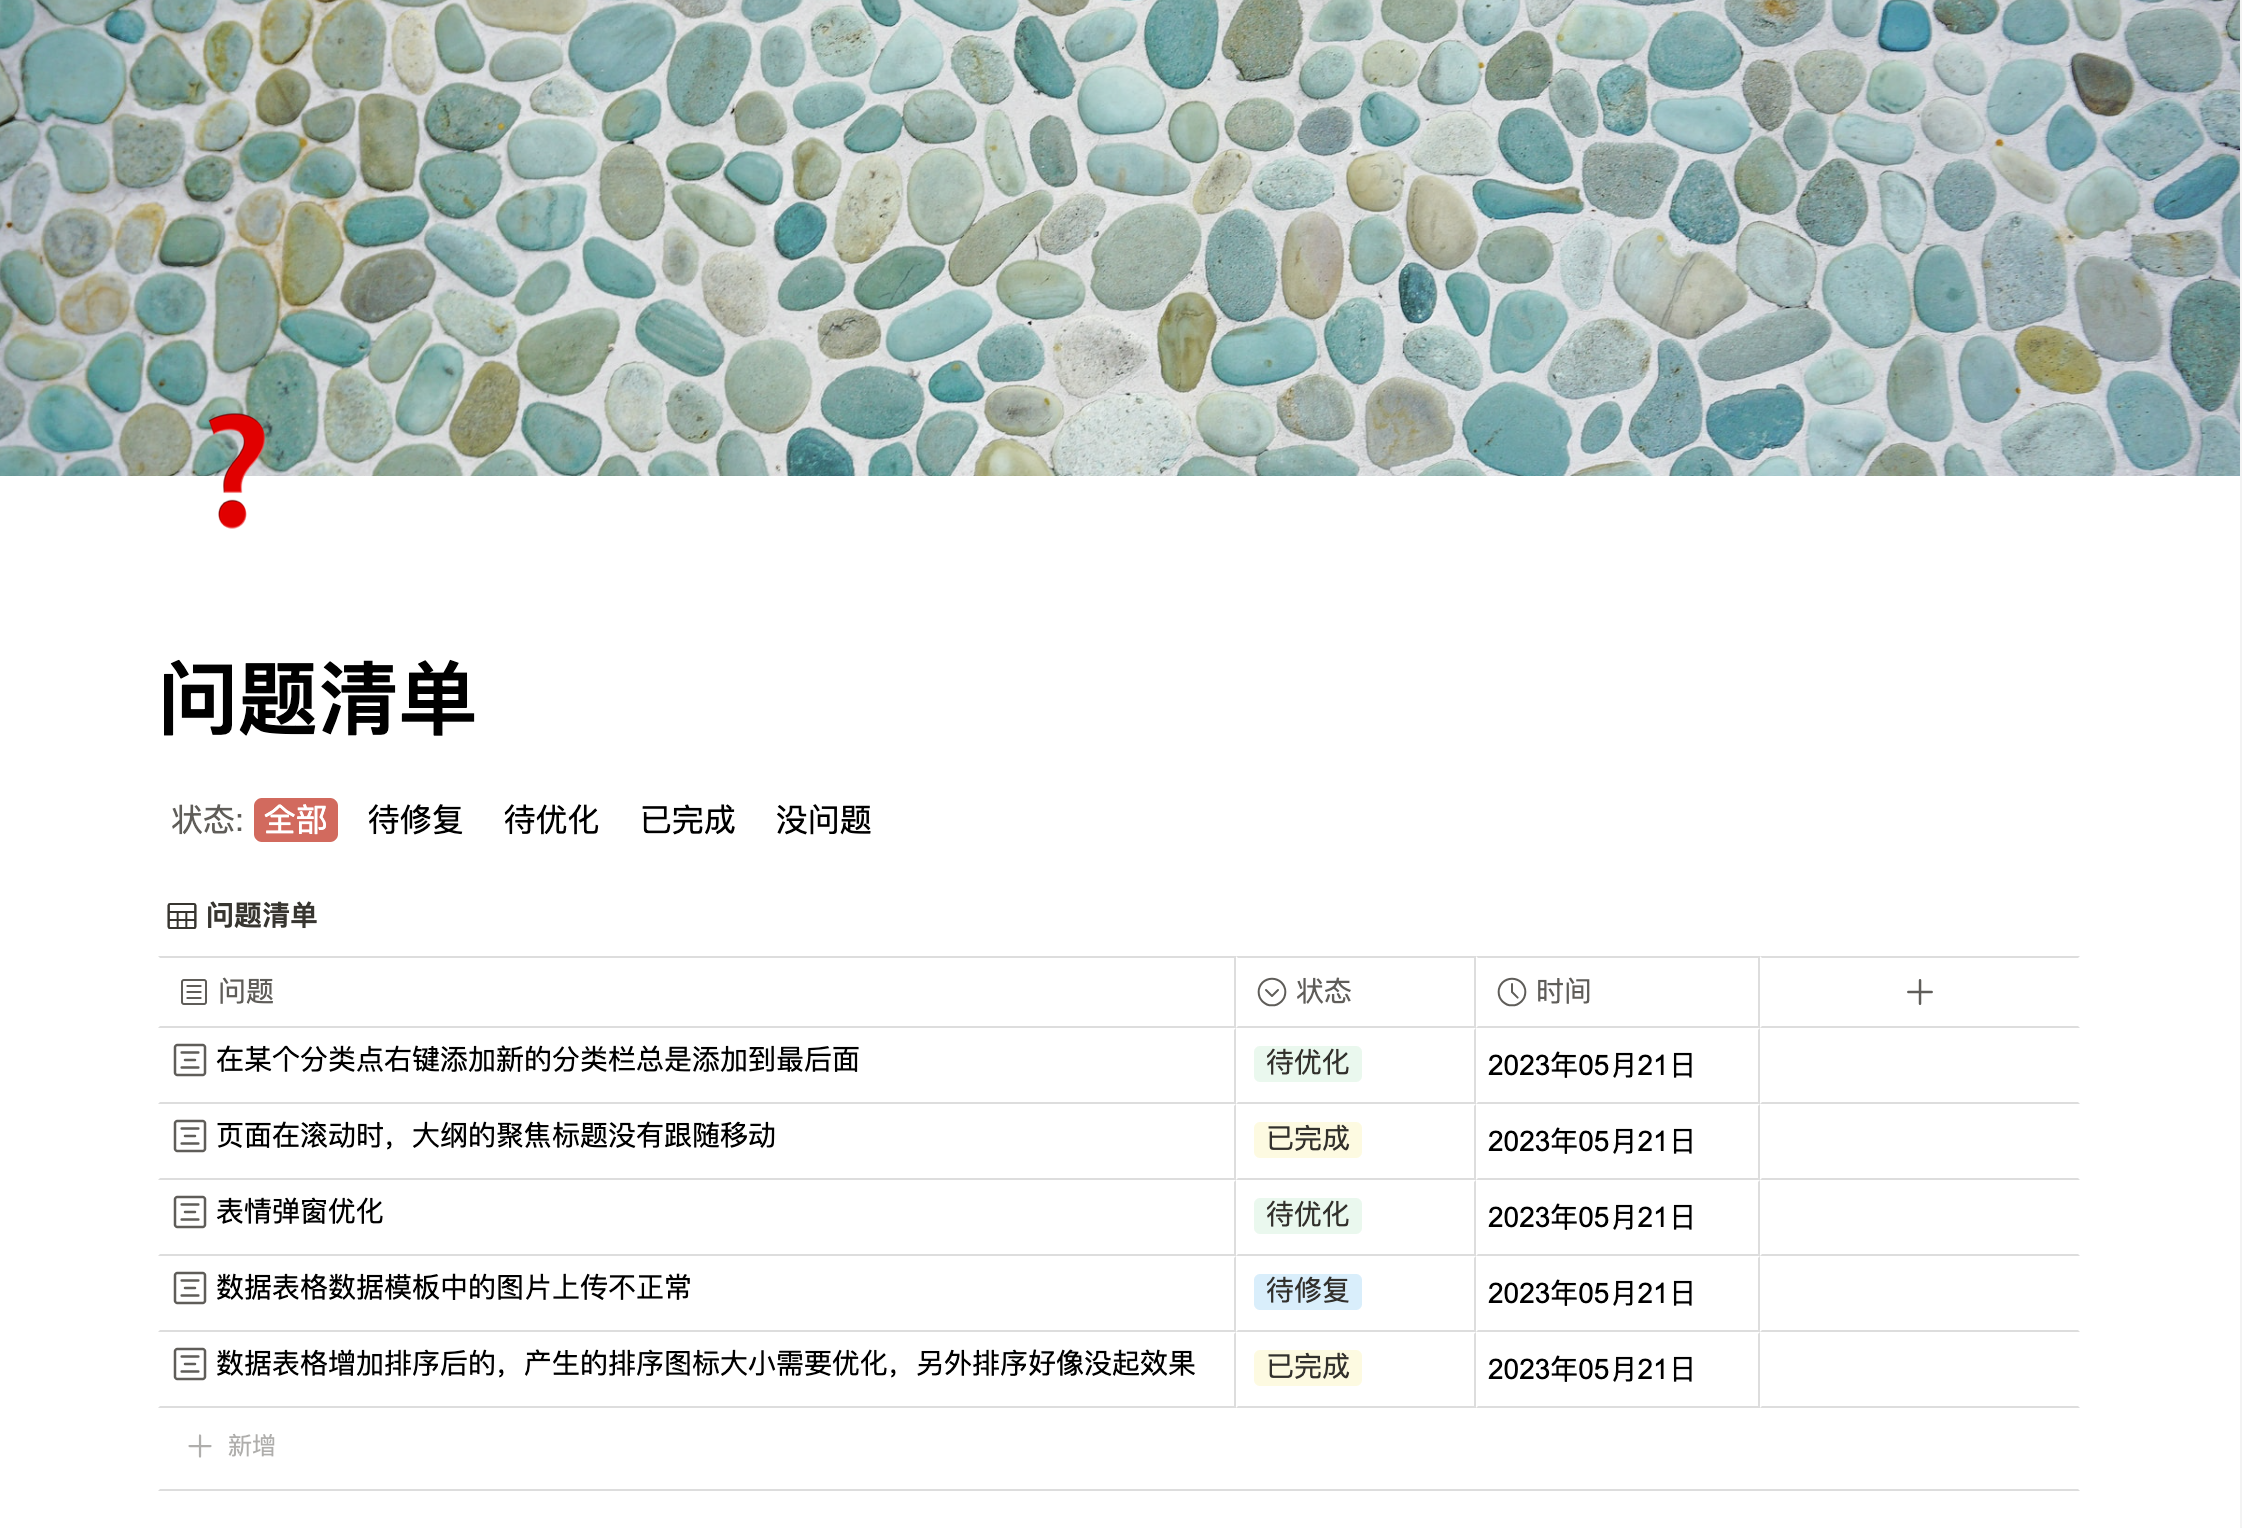 问题清单
状态: 全部 待修复 待优化 已完成 没问题
问题清单
问题 状态 时间
在某个分类点右键添加新的分类栏总是添加到最后面 待优化 2023年05月21日
页面在滚动时，大纲的聚焦标题没有跟随移动 已完成 2023年05月21日
表情弹窗优化 待优化 2023年05月21日
数据表格数据模板中的图片上传不正常 待修复 2023年05月21日
数据表格增加排序后的，产生的排序图标大小需要优化，另外排序好像没起效果 已完成 2023年05月21日
新增